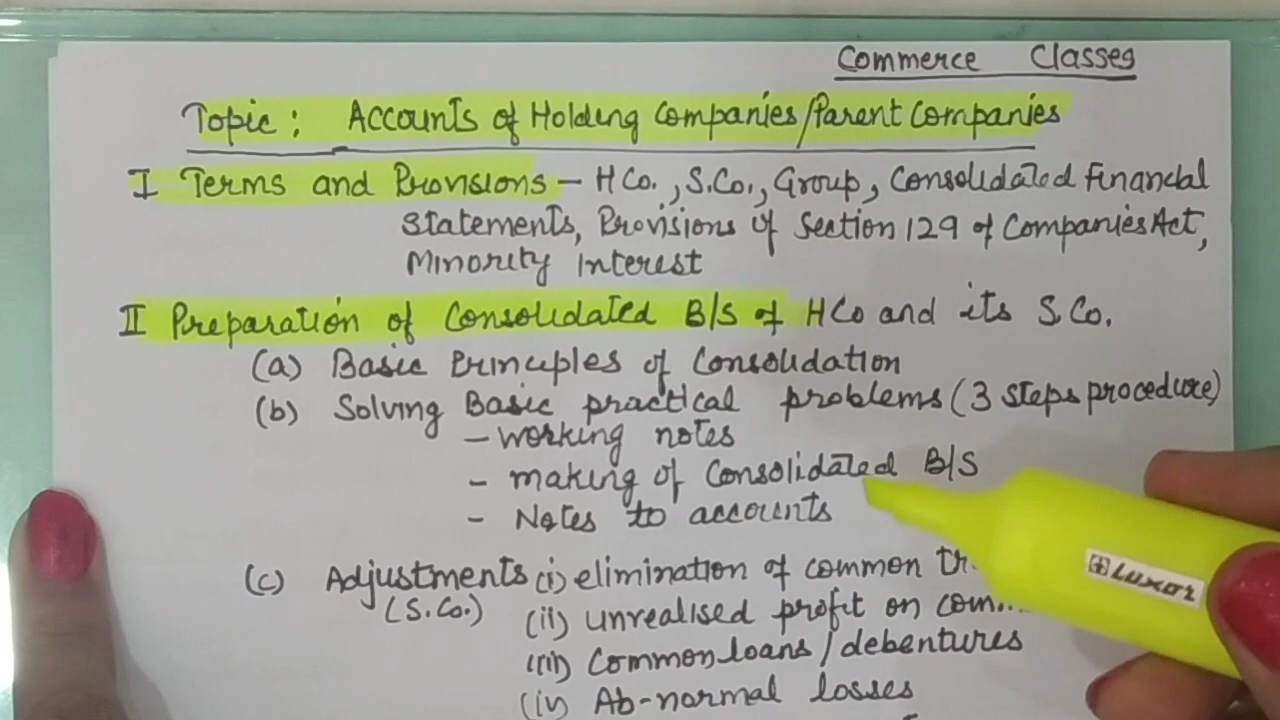 Commerce Classes
Topic: Accounts of Holding Companies/Parent Companies
I Terms and Provisions – H Co., S.Co., Group, Consolidated Financial
Statements, Provisions of Section 129 of Companies Act,
Minority Interest
II Preparation of Consolidated B/S of H Co and its S.Co.
(a) Basic Principles of Consolidation
(b) Solving Basic practical problems (3 steps procedure)
– working notes
– making of Consolidated B/S
– Notes to accounts
(c) Adjustments (i) elimination of common
(S.Co.) (ii) unrealised profit on
(iii) Common loans/debentures
(iv) Ab-normal losses
Luxor